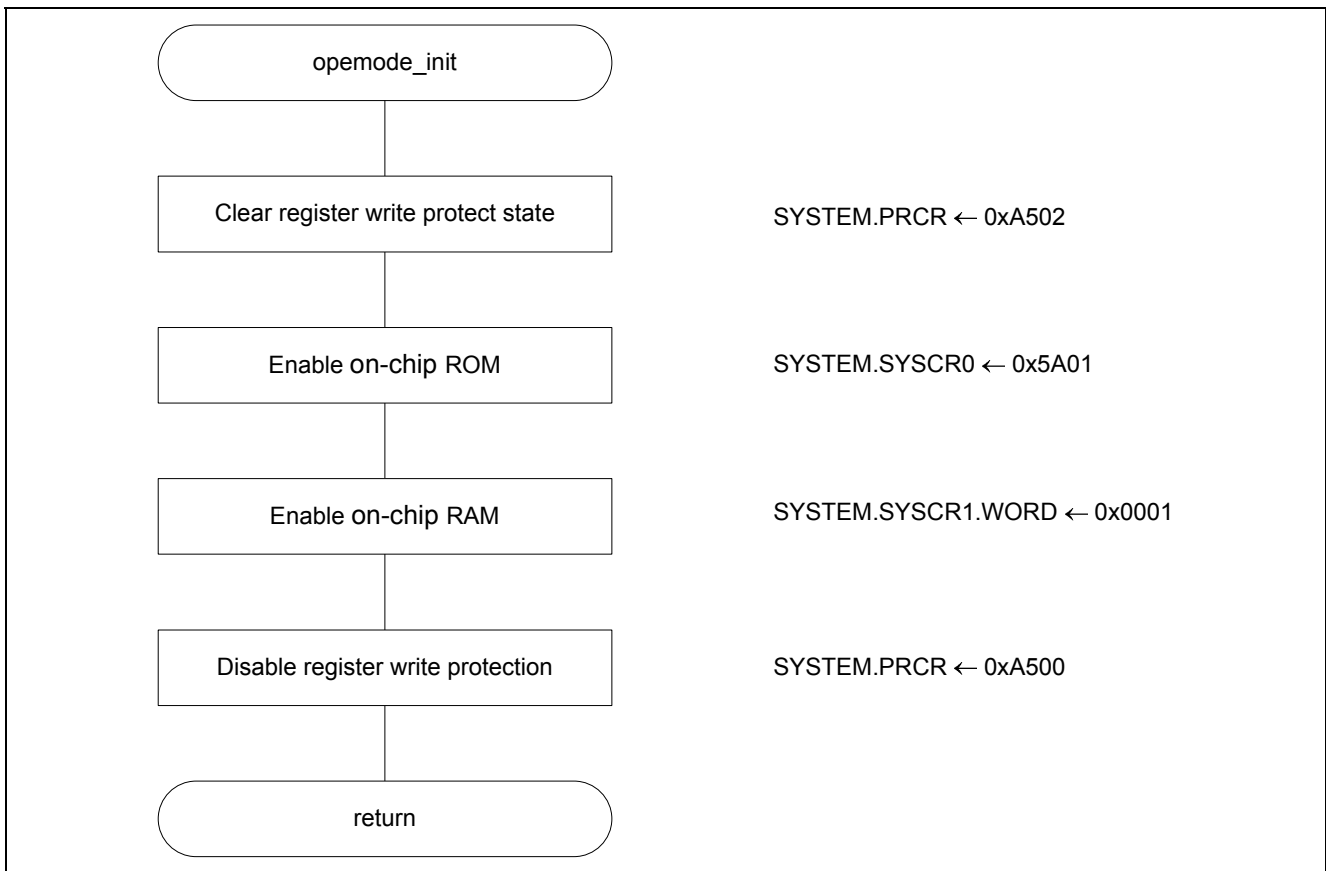 opemode_init
Clear register write protect state
SYSTEM.PRCR ← 0xA502
Enable on-chip ROM
SYSTEM.SYSCR0 ← 0x5A01
Enable on-chip RAM
SYSTEM.SYSCR1.WORD ← 0x0001
Disable register write protection
SYSTEM.PRCR ← 0xA500
return